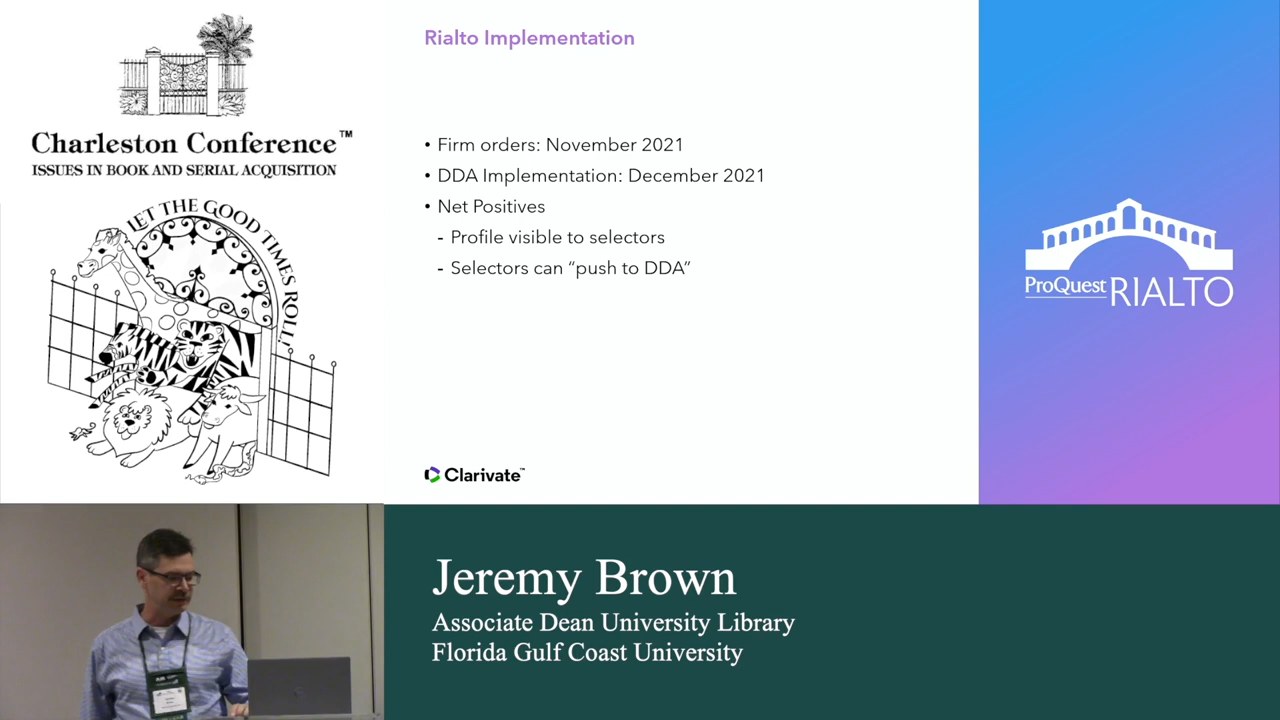 Charleston Conference™
ISSUES IN BOOK AND SERIAL ACQUISITION
LET THE GOOD TIMES ROLL!
Rialto Implementation
• Firm orders: November 2021
• DDA Implementation: December 2021
• Net Positives
- Profile visible to selectors
- Selectors can “push to DDA”
Clarivate™
ProQuest RIALTO
Jeremy Brown
Associate Dean University Library
Florida Gulf Coast University